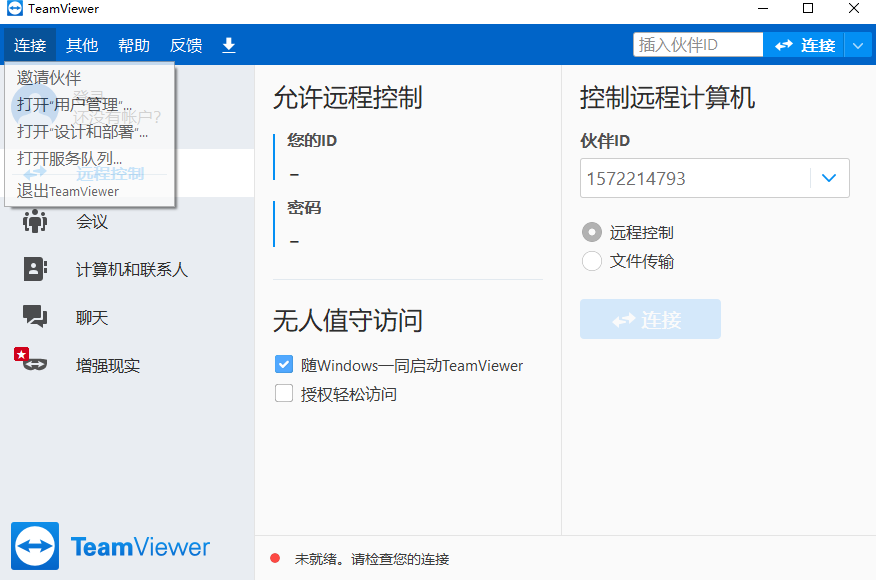 TeamViewer
连接 其他 帮助 反馈
插入伙伴ID 连接
邀请伙伴
登录
打开“用户管理”...
还没有帐户?
打开“设计和部署”...
打开服务队列...
远程控制
退出TeamViewer
会议
计算机和联系人
聊天
增强现实
TeamViewer
允许远程控制
您的ID
–
密码
–
无人值守访问
随Windows一同启动TeamViewer
授权轻松访问
控制远程计算机
伙伴ID
1572214793
远程控制
文件传输
连接
未就绪。请检查您的连接